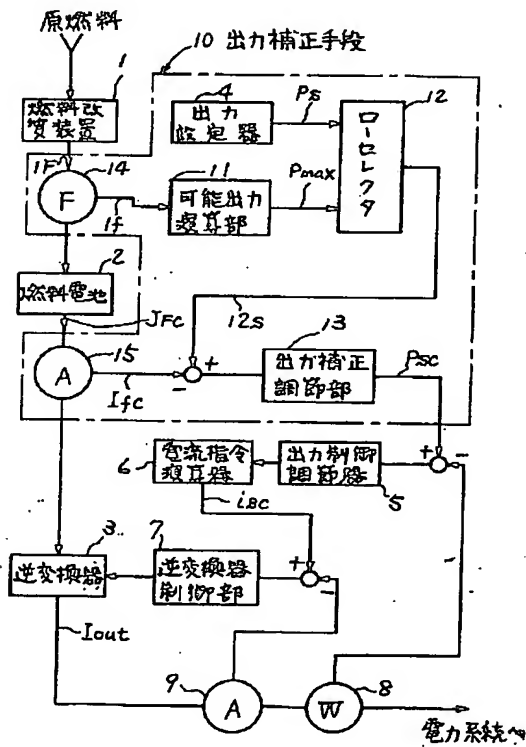 原燃料
10 出力補正手段
1
燃料改
質装置
4
出力
設定器
Ps
12
ローセレクタ
1F
14
F
If
11
可能出力
演算部
Pmax
2
燃料電池
JFC
12s
15
A
Ifc
+
-
13
出力補正
調節部
Psc
6
電流指令
演算器
出力制御
調節器
5
+
-
isc
3
逆変換器
7
逆変換器
制御部
+
-
Iout
9
A
W
8
電力系統へ